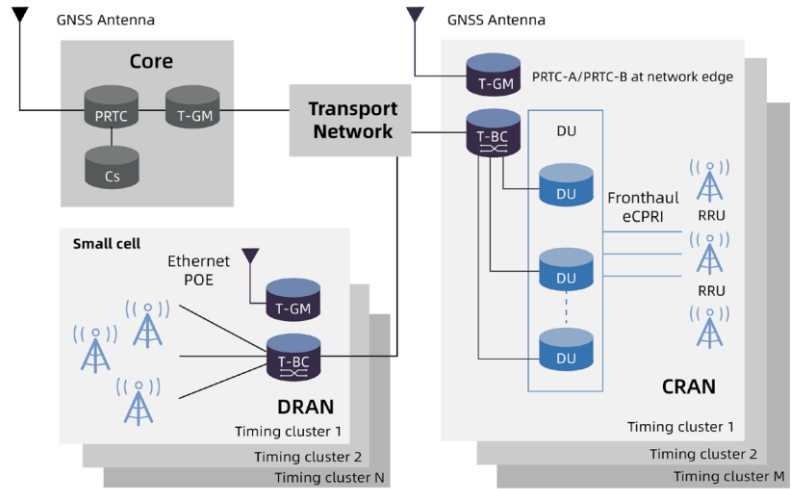 GNSS Antenna
Core
PRTC
T-GM
Cs
Transport
Network
GNSS Antenna
T-GM
PRTC-A/PRTC-B at network edge
T-BC
DU
DU
DU
DU
Fronthaul
eCPRI
RRU
RRU
CRAN
Timing cluster 1
Timing cluster 2
Timing cluster M
Small cell
Ethernet
POE
T-GM
T-BC
DRAN
Timing cluster 1
Timing cluster 2
Timing cluster N